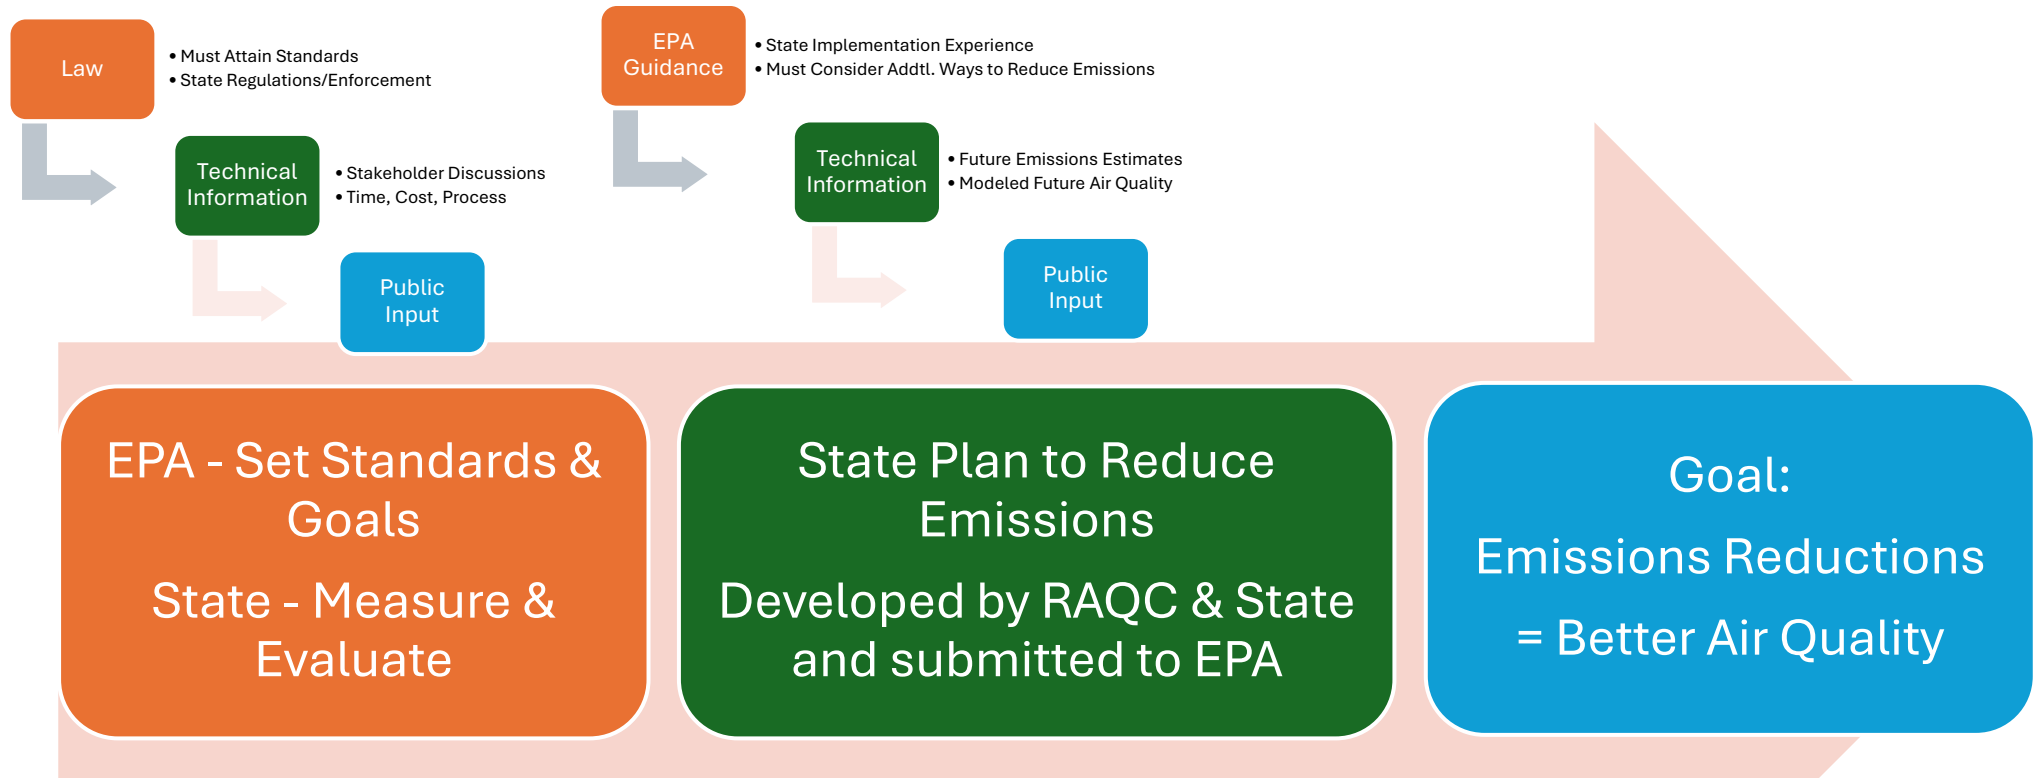 Law
• Must Attain Standards
• State Regulations/Enforcement
Technical
Information
• Stakeholder Discussions
• Time, Cost, Process
Public
Input
EPA
Guidance
• State Implementation Experience
• Must Consider Addtl. Ways to Reduce Emissions
Technical
Information
• Future Emissions Estimates
• Modeled Future Air Quality
Public
Input
EPA - Set Standards &
Goals
State - Measure &
Evaluate
State Plan to Reduce
Emissions
Developed by RAQC & State
and submitted to EPA
Goal:
Emissions Reductions
= Better Air Quality